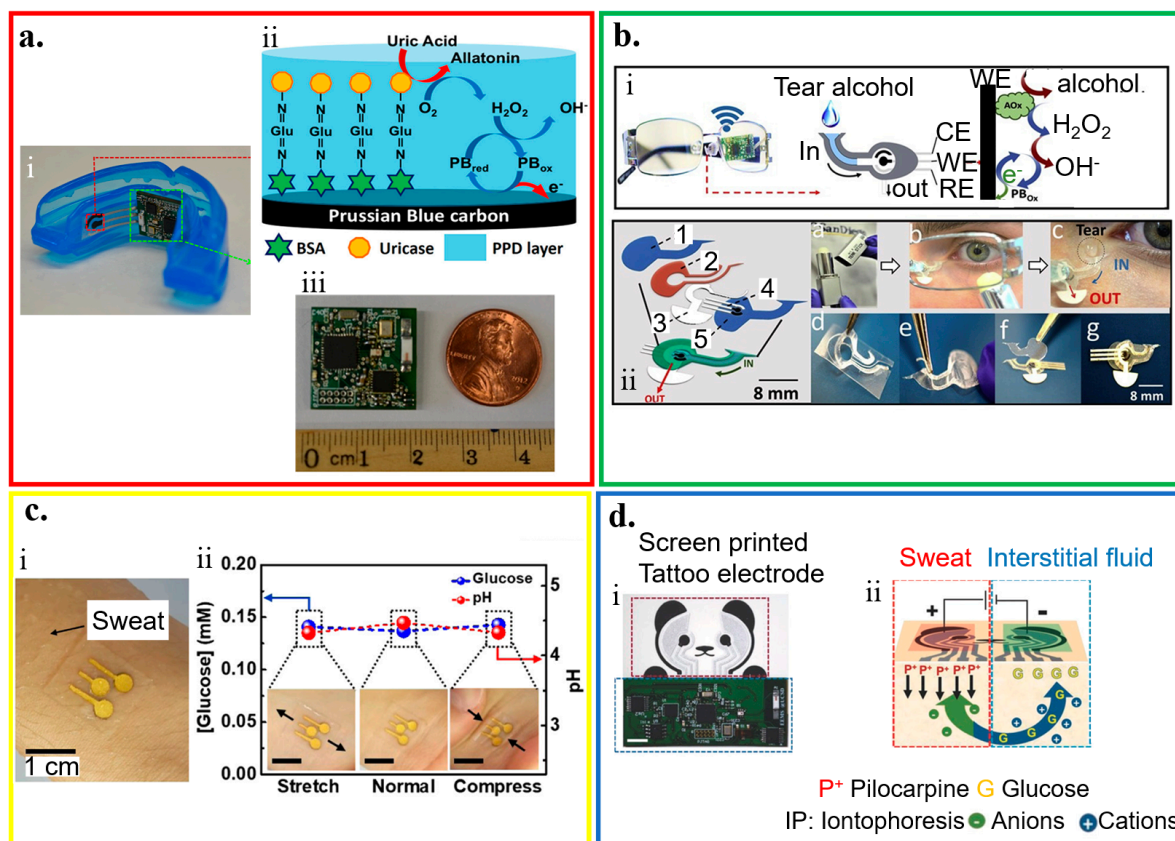 a.
i
ii
Uric Acid
Allatonin
O2
H2O2
OH-
N N N N
Glu Glu Glu Glu
N N N N
PBred
PBox
e-
Prussian Blue carbon
BSA Uricase PPD layer
iii
LIBERTY
0 cm 1 2 3 4
b.
i
Tear alcohol
In
out
CE
WE
RE
WE
alcohol.
AOx
H2O2
OH-
e-
PBOx
ii
1
2
3
4
5
IN
OUT
8 mm
a
b
c
Tear
IN
OUT
d
e
f
g
8 mm
c.
i
Sweat
1 cm
ii
Glucose
pH
[Glucose] (mM)
0.20
0.15
0.10
0.05
0.00
5
4
3
pH
Stretch Normal Compress
d.
Screen printed
Tattoo electrode
i
ii
Sweat Interstitial fluid
+ -
P+ P+ P+ P+ P+
G G G G
G
G
G
G
P+ Pilocarpine G Glucose
IP: Iontophoresis - Anions + Cations